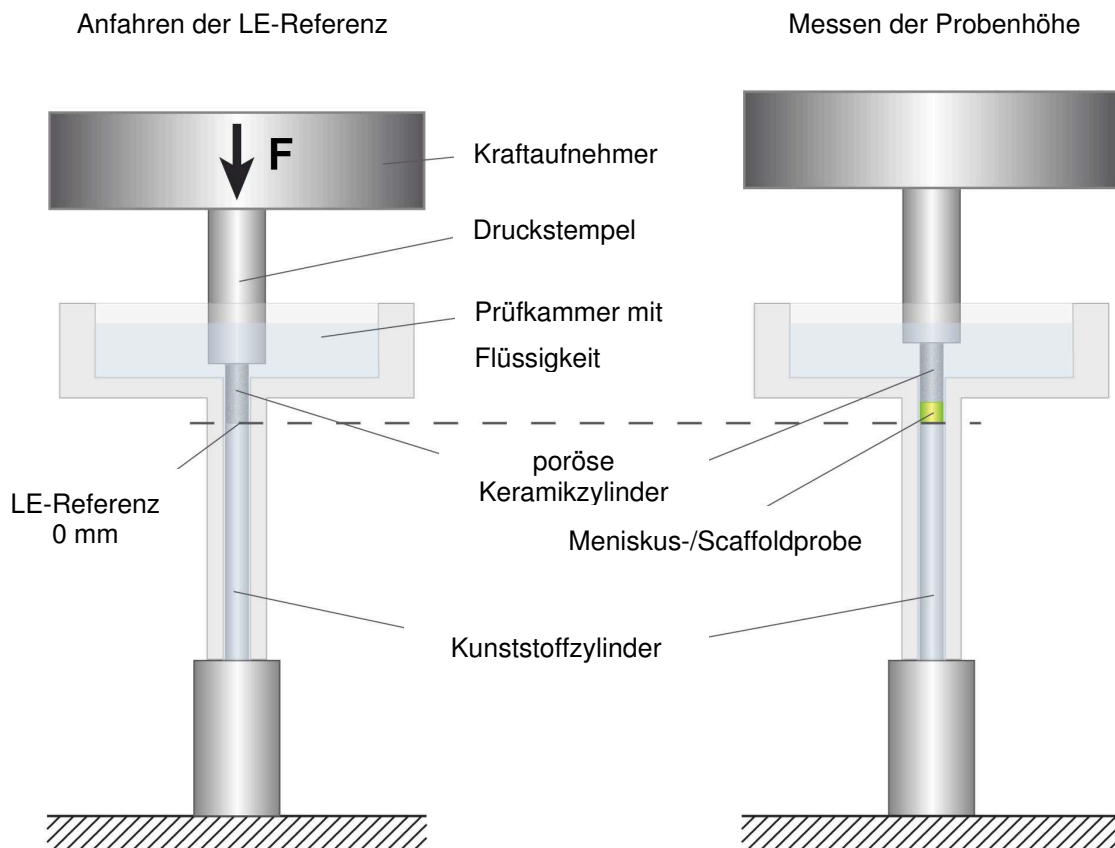 Anfahren der LE-Referenz
Messen der Probenhöhe
F
Kraftaufnehmer
Druckstempel
Prüfkammer mit
Flüssigkeit
poröse
Keramikzylinder
LE-Referenz
0 mm
Meniskus-/Scaffoldprobe
Kunststoffzylinder